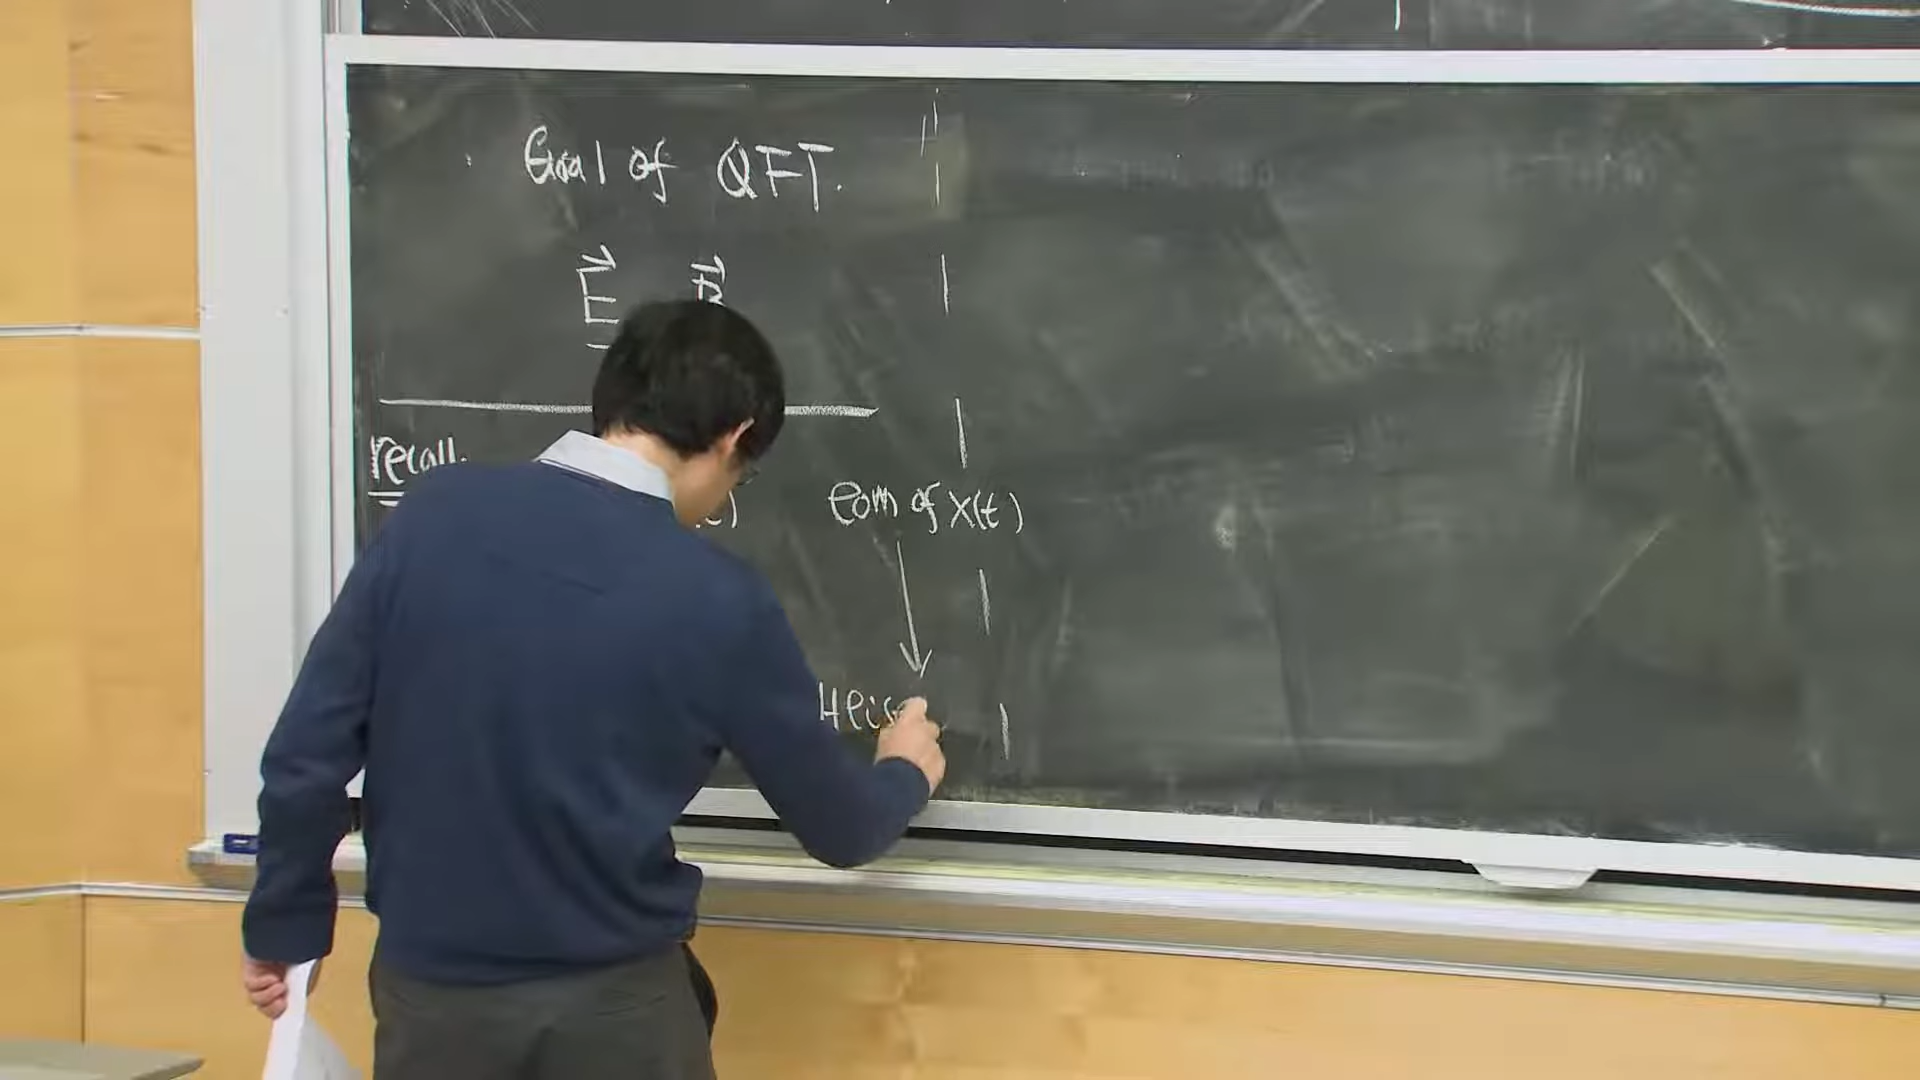 Goal of QFT.
E B
recall.
eom of X(t)
Heis